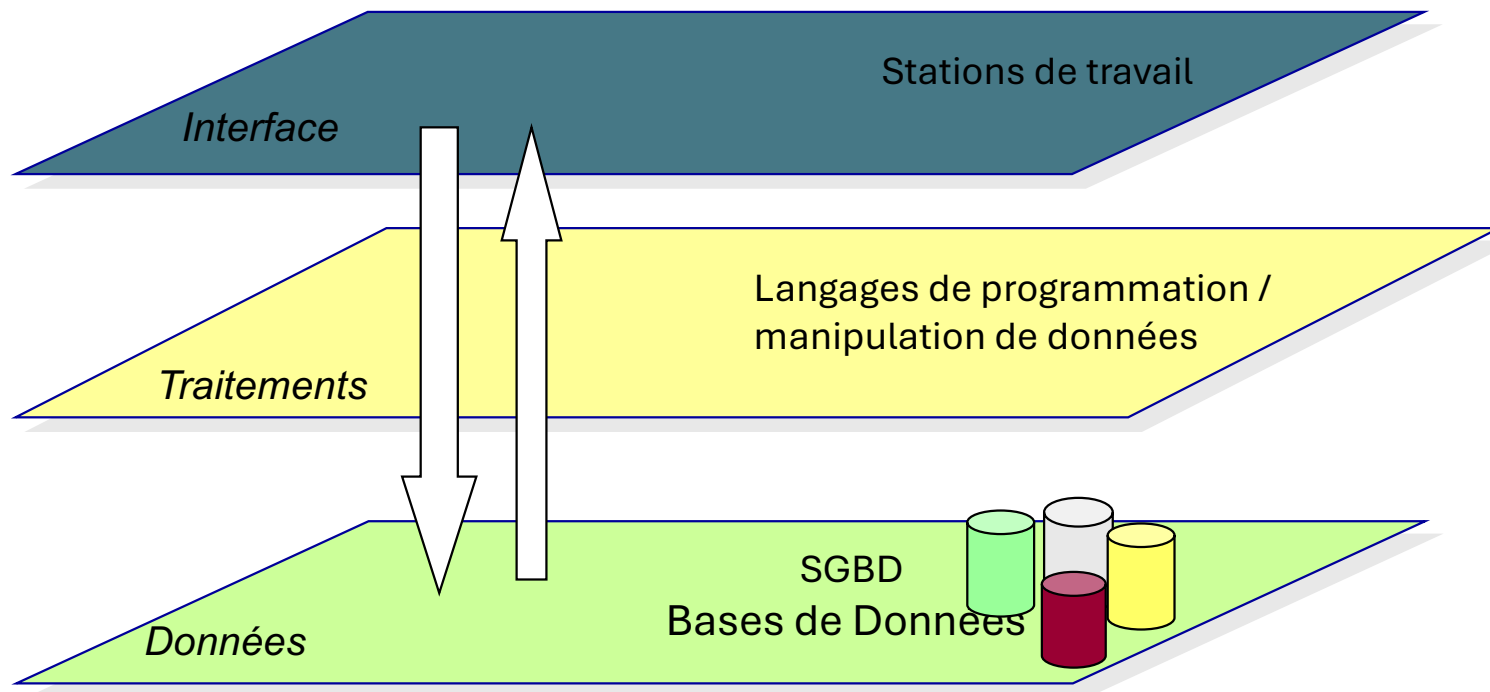 Stations de travail
Interface
Langages de programmation /
manipulation de données
Traitements
SGBD
Bases de Données
Données